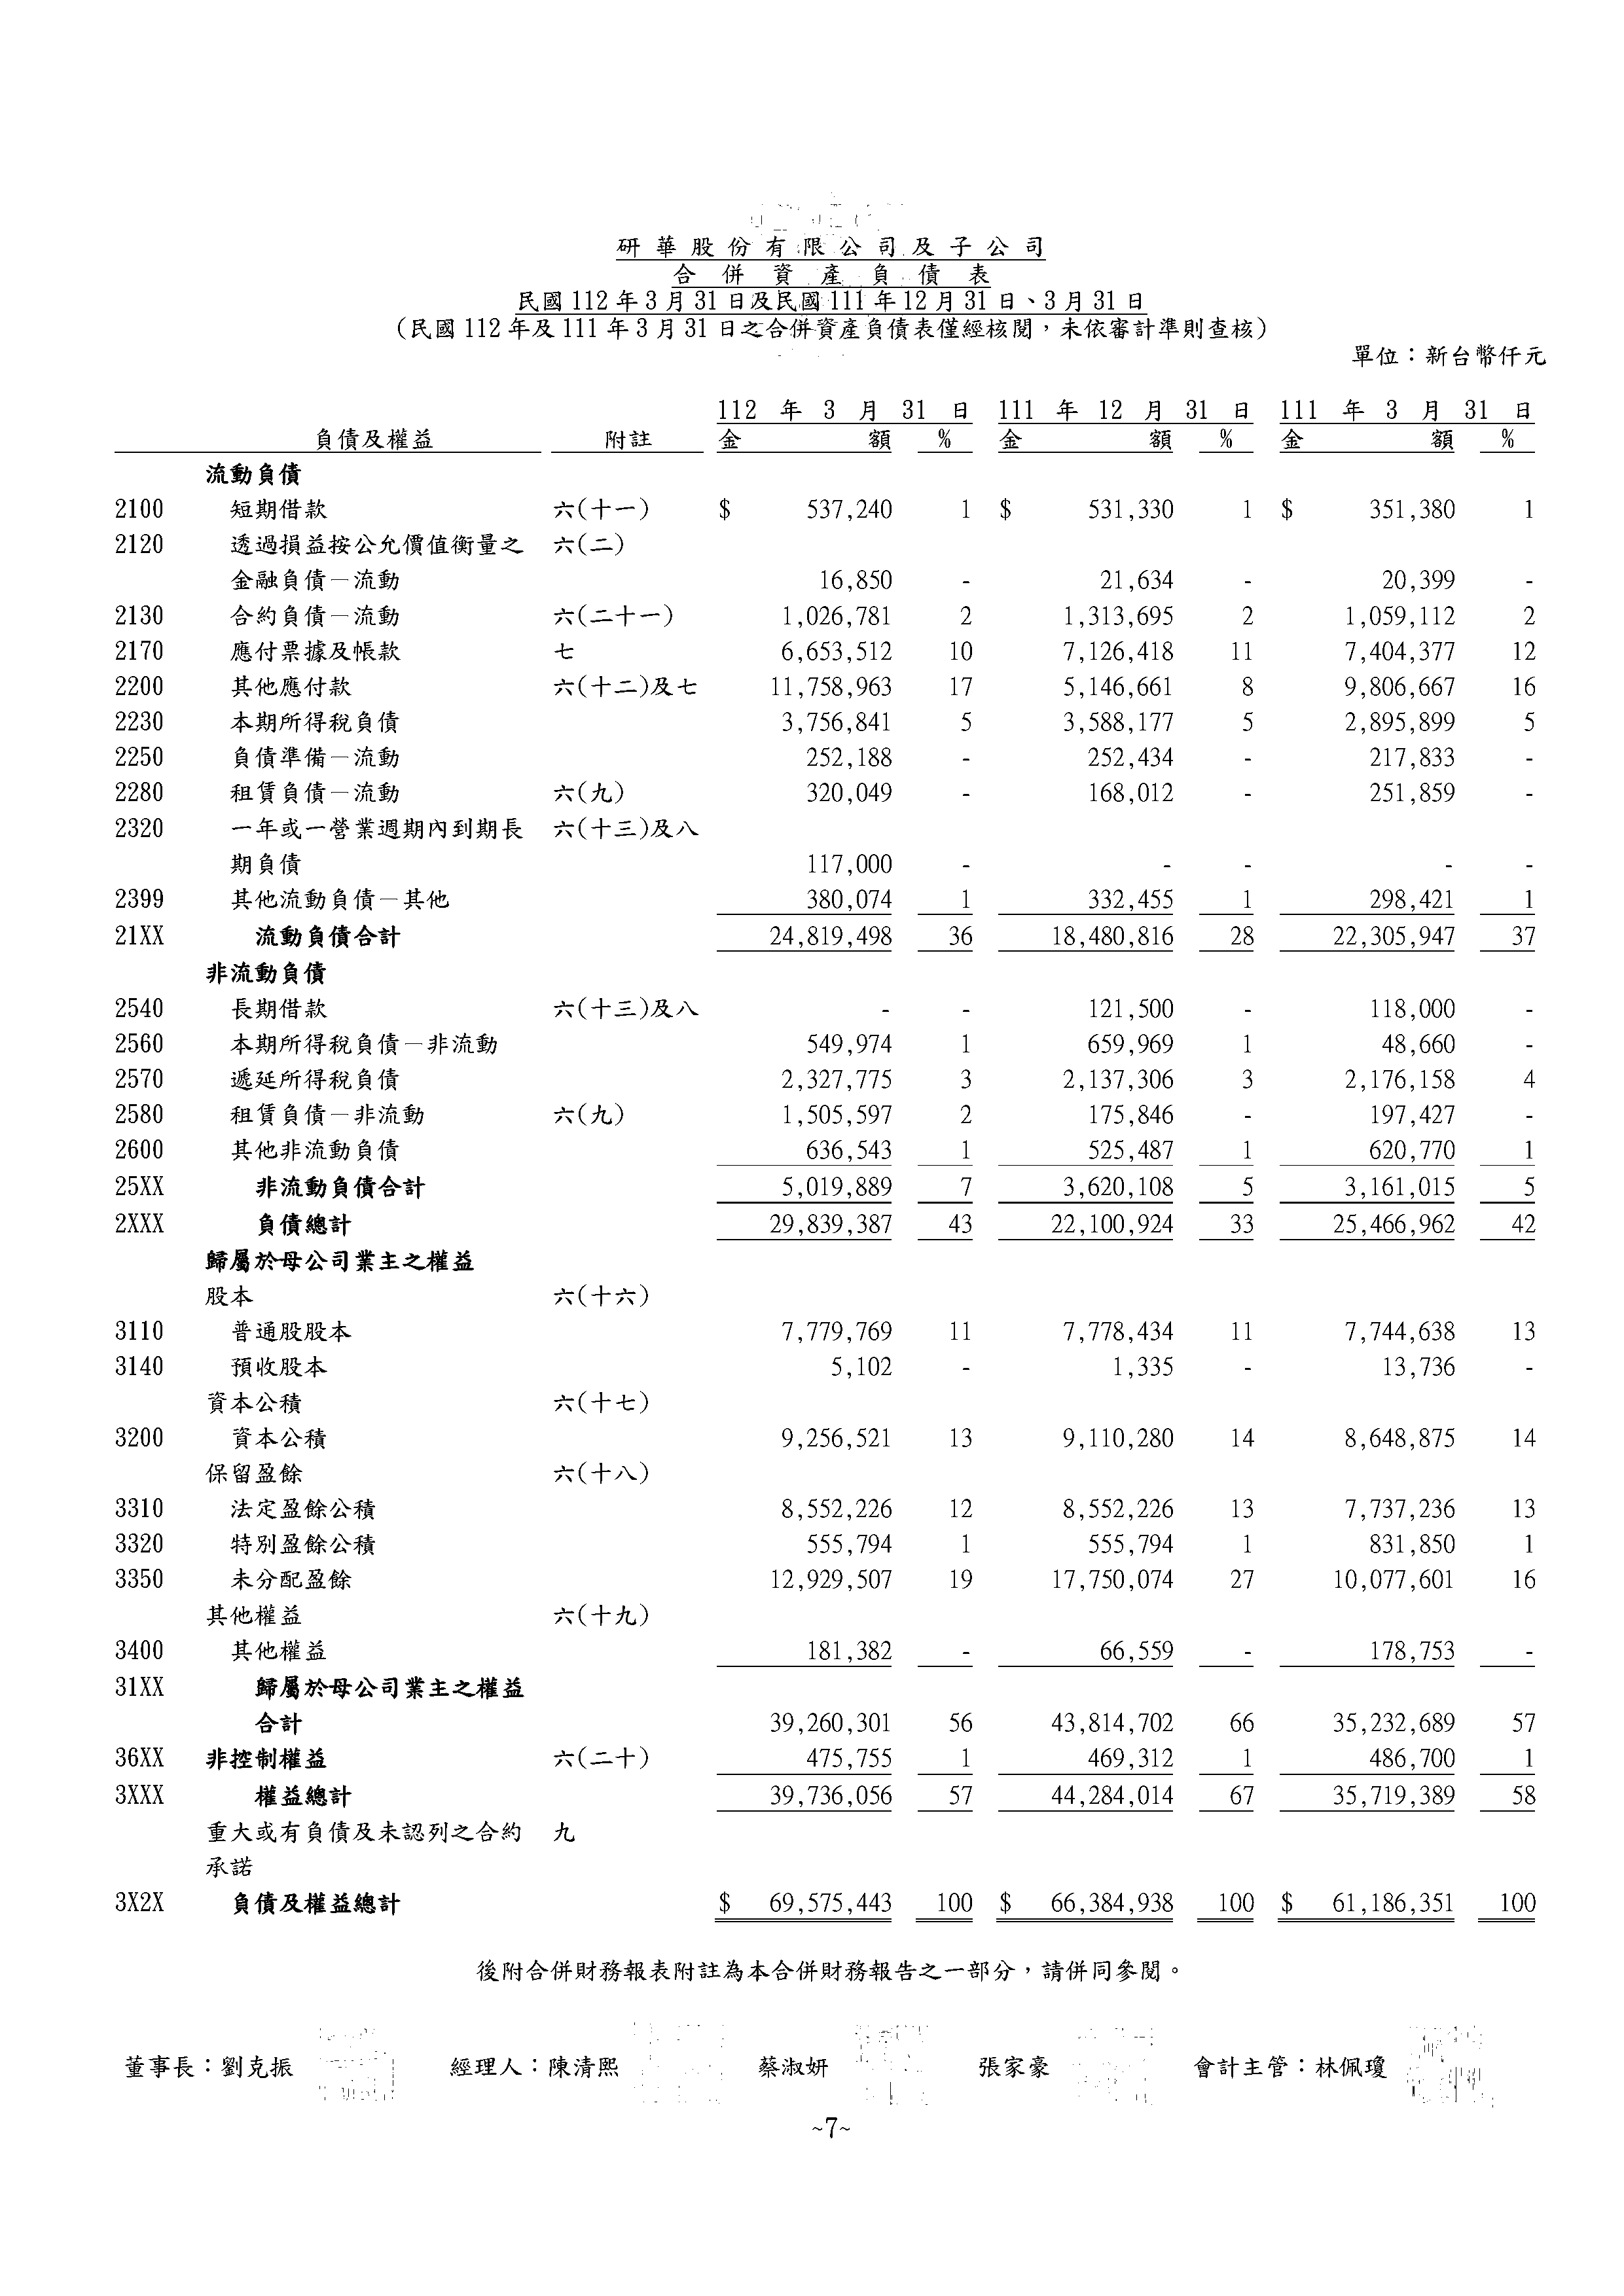 研華股份有限公司及子公司
合併資產負債表
民國 112 年 3 月 31 日及民國 111 年 12 月 31 日、3 月 31 日
（民國 112 年及 111 年 3 月 31 日之合併資產負債表僅經核閱，未依審計準則查核）
單位：新台幣仟元
112 年 3 月 31 日 111 年 12 月 31 日 111 年 3 月 31 日
負債及權益 附註 金額 % 金額 % 金額 %
流動負債
2100 短期借款 六(十一) $ 537,240 1 $ 531,330 1 $ 351,380 1
2120 透過損益按公允價值衡量之 六(二)
金融負債－流動 16,850 - 21,634 - 20,399 -
2130 合約負債－流動 六(二十一) 1,026,781 2 1,313,695 2 1,059,112 2
2170 應付票據及帳款 七 6,653,512 10 7,126,418 11 7,404,377 12
2200 其他應付款 六(十二)及七 11,758,963 17 5,146,661 8 9,806,667 16
2230 本期所得稅負債 3,756,841 5 3,588,177 5 2,895,899 5
2250 負債準備－流動 252,188 - 252,434 - 217,833 -
2280 租賃負債－流動 六(九) 320,049 - 168,012 - 251,859 -
2320 一年或一營業週期內到期長 六(十三)及八
期負債 117,000 - - - - -
2399 其他流動負債－其他 380,074 1 332,455 1 298,421 1
21XX 流動負債合計 24,819,498 36 18,480,816 28 22,305,947 37
非流動負債
2540 長期借款 六(十三)及八 - - 121,500 - 118,000 -
2560 本期所得稅負債－非流動 549,974 1 659,969 1 48,660 -
2570 遞延所得稅負債 2,327,775 3 2,137,306 3 2,176,158 4
2580 租賃負債－非流動 六(九) 1,505,597 2 175,846 - 197,427 -
2600 其他非流動負債 636,543 1 525,487 1 620,770 1
25XX 非流動負債合計 5,019,889 7 3,620,108 5 3,161,015 5
2XXX 負債總計 29,839,387 43 22,100,924 33 25,466,962 42
歸屬於母公司業主之權益
股本 六(十六)
3110 普通股股本 7,779,769 11 7,778,434 11 7,744,638 13
3140 預收股本 5,102 - 1,335 - 13,736 -
資本公積 六(十七)
3200 資本公積 9,256,521 13 9,110,280 14 8,648,875 14
保留盈餘 六(十八)
3310 法定盈餘公積 8,552,226 12 8,552,226 13 7,737,236 13
3320 特別盈餘公積 555,794 1 555,794 1 831,850 1
3350 未分配盈餘 12,929,507 19 17,750,074 27 10,077,601 16
其他權益 六(十九)
3400 其他權益 181,382 - 66,559 - 178,753 -
31XX 歸屬於母公司業主之權益
合計 39,260,301 56 43,814,702 66 35,232,689 57
36XX 非控制權益 六(二十) 475,755 1 469,312 1 486,700 1
3XXX 權益總計 39,736,056 57 44,284,014 67 35,719,389 58
重大或有負債及未認列之合約 九
承諾
3X2X 負債及權益總計 $ 69,575,443 100 $ 66,384,938 100 $ 61,186,351 100
後附合併財務報表附註為本合併財務報告之一部分，請併同參閱。
董事長：劉克振 經理人：陳清熙 蔡淑妍 張家豪 會計主管：林佩瓊
~7~